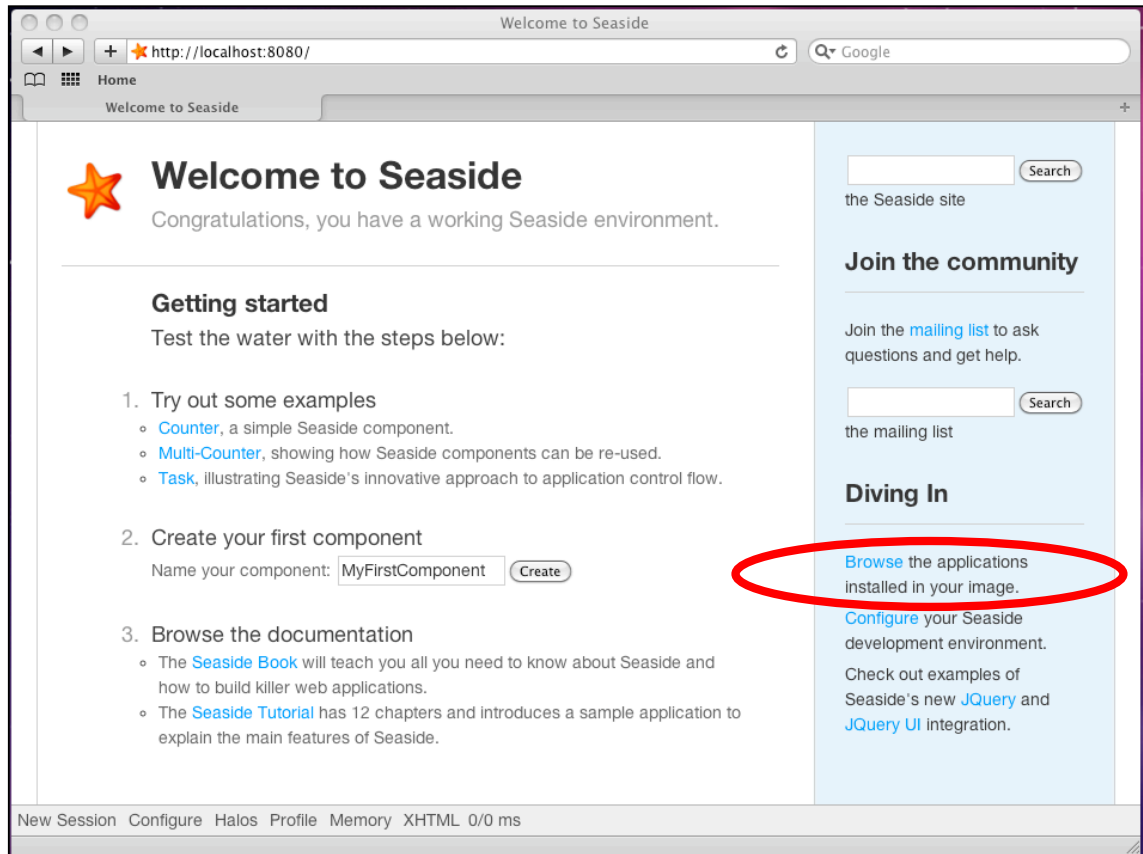 Welcome to Seaside
http://localhost:8080/
Google
Home
Welcome to Seaside
Welcome to Seaside
Congratulations, you have a working Seaside environment.
Getting started
Test the water with the steps below:
1. Try out some examples
Counter, a simple Seaside component.
Multi-Counter, showing how Seaside components can be re-used.
Task, illustrating Seaside's innovative approach to application control flow.
2. Create your first component
Name your component: MyFirstComponent Create
3. Browse the documentation
The Seaside Book will teach you all you need to know about Seaside and
how to build killer web applications.
The Seaside Tutorial has 12 chapters and introduces a sample application to
explain the main features of Seaside.
Search
the Seaside site
Join the community
Join the mailing list to ask
questions and get help.
Search
the mailing list
Diving In
Browse the applications
installed in your image.
Configure your Seaside
development environment.
Check out examples of
Seaside's new JQuery and
JQuery UI integration.
New Session Configure Halos Profile Memory XHTML 0/0 ms